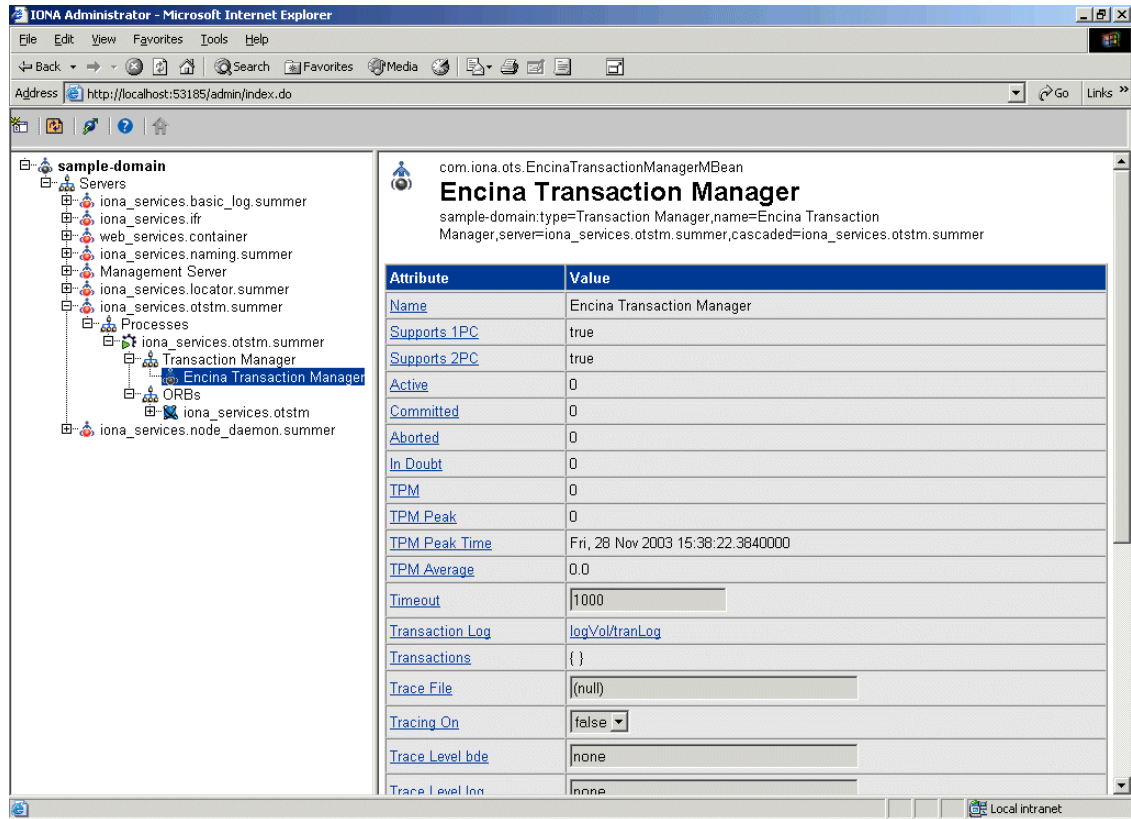 IONA Administrator - Microsoft Internet Explorer
File Edit View Favorites Tools Help
Back Search Favorites Media
Address http://localhost:53185/admin/index.do Go Links »
sample-domain
Servers
iona_services.basic_log.summer
iona_services.ifr
web_services.container
iona_services.naming.summer
Management Server
iona_services.locator.summer
iona_services.otstm.summer
Processes
iona_services.otstm.summer
Transaction Manager
Encina Transaction Manager
ORBs
iona_services.otstm
iona_services.node_daemon.summer
com.iona.ots.EncinaTransactionManagerMBean
Encina Transaction Manager
sample-domain:type=Transaction Manager,name=Encina Transaction
Manager,server=iona_services.otstm.summer,cascaded=iona_services.otstm.summer
Attribute Value
Name Encina Transaction Manager
Supports 1PC true
Supports 2PC true
Active 0
Committed 0
Aborted 0
In Doubt 0
TPM 0
TPM Peak 0
TPM Peak Time Fri, 28 Nov 2003 15:38:22.3840000
TPM Average 0.0
Timeout 1000
Transaction Log logVol/tranLog
Transactions { }
Trace File (null)
Tracing On false
Trace Level bde none
Trace Level log none
Local intranet